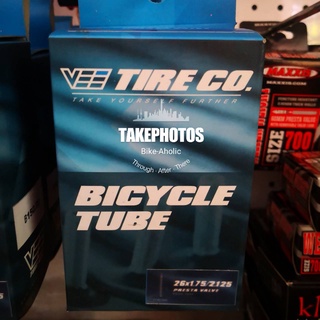 VEE TIRE CO.
TAKE YOURSELF FURTHER
TAKEPHOTOS
Bike-Aholic
Through · After · There
BICYCLE
TUBE
26x1.75/2.125
PRESTA VALVE
MAXXIS
SIZE 700